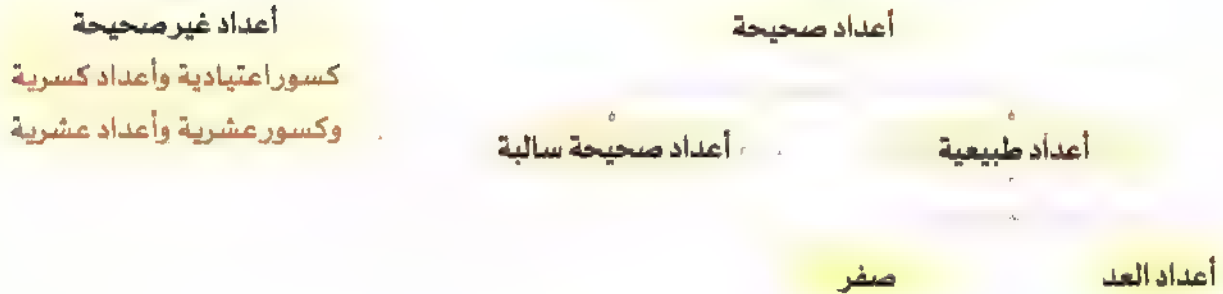 أعداد صحيحة
أعداد غير صحيحة
كسور اعتيادية وأعداد كسرية
وكسور عشرية وأعداد عشرية
أعداد طبيعية
أعداد صحيحة سالبة
أعداد العد
صفر